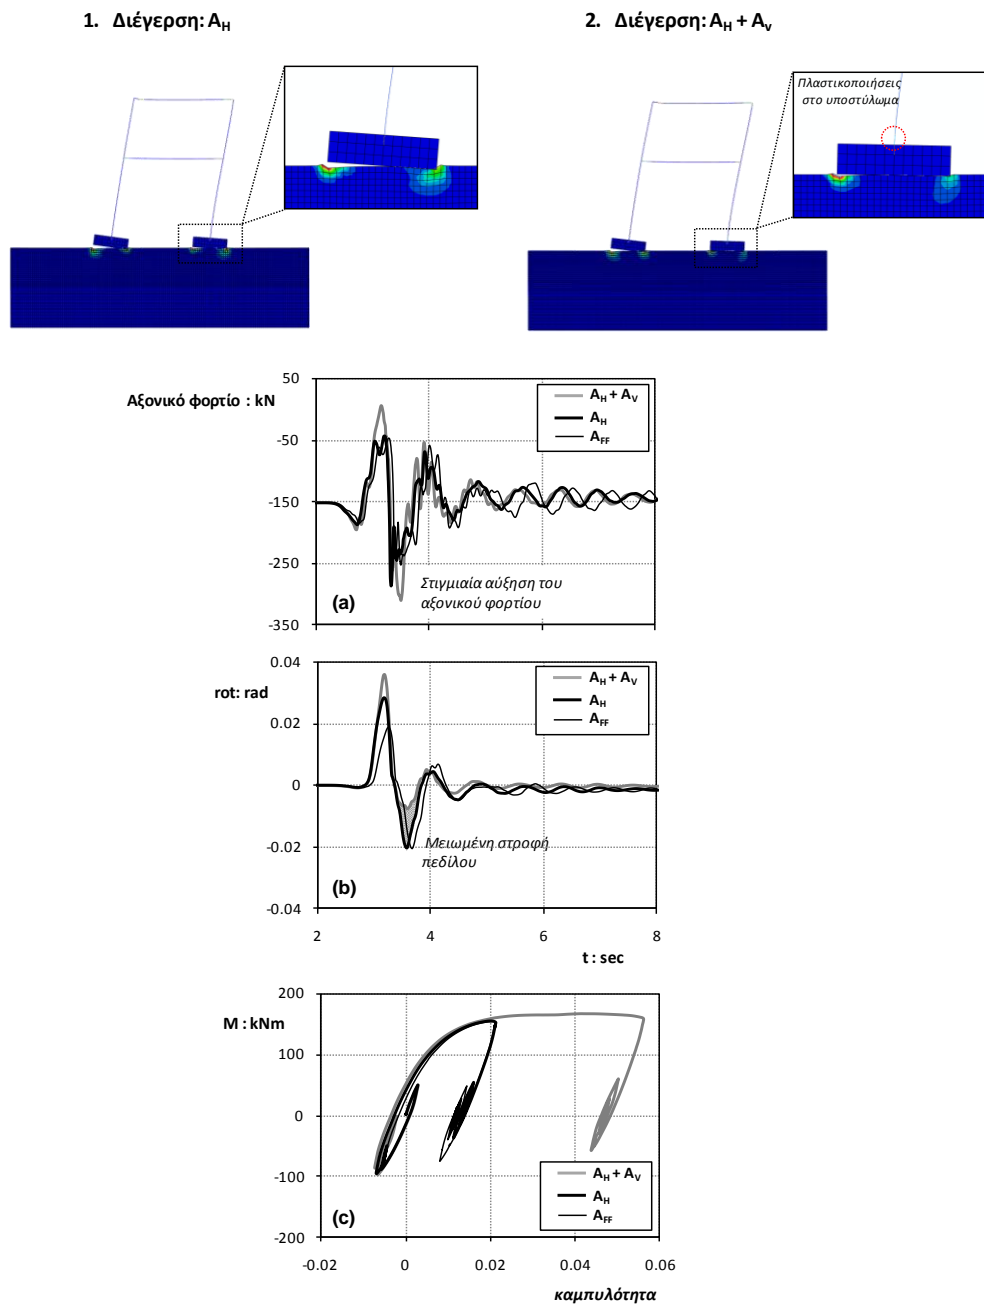 1. Διέγερση: AH
2. Διέγερση: AH + Av
Πλαστικοποιήσεις
στο υποστύλωμα
Αξονικό φορτίο : kN
50
-50
-150
-250
-350
AH + AV
AH
AFF
Στιγμιαία αύξηση του
αξονικού φορτίου
(a)
rot: rad
0.04
0.02
0
-0.02
-0.04
AH + AV
AH
AFF
Μειωμένη στροφή
πεδίλου
(b)
2 4 6 8
t : sec
M : kNm
200
100
0
-100
-200
AH + AV
AH
AFF
(c)
-0.02 0 0.02 0.04 0.06
καμπυλότητα